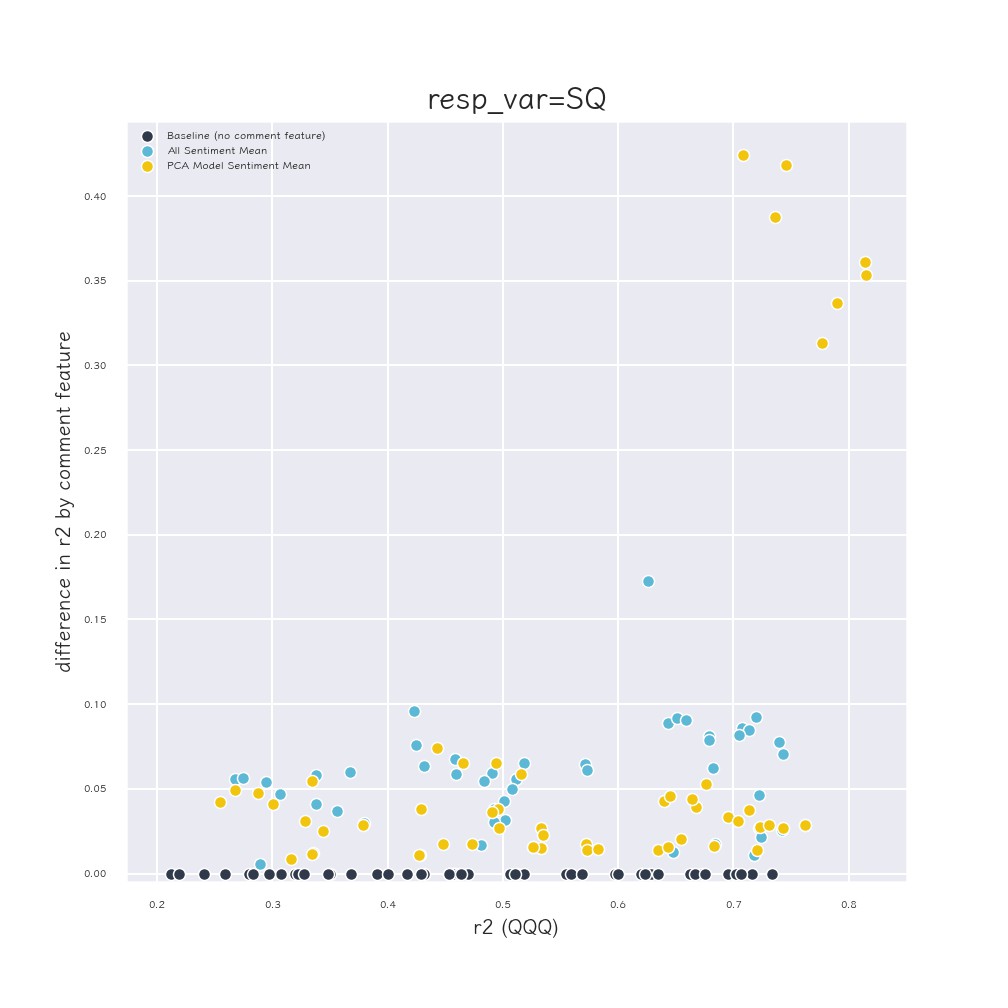 resp_var=SQ
Baseline (no comment feature)
All Sentiment Mean
PCA Model Sentiment Mean
0.40
0.35
0.30
0.25
0.20
0.15
0.10
0.05
0.00
difference in r2 by comment feature
0.2 0.3 0.4 0.5 0.6 0.7 0.8
r2 (QQQ)